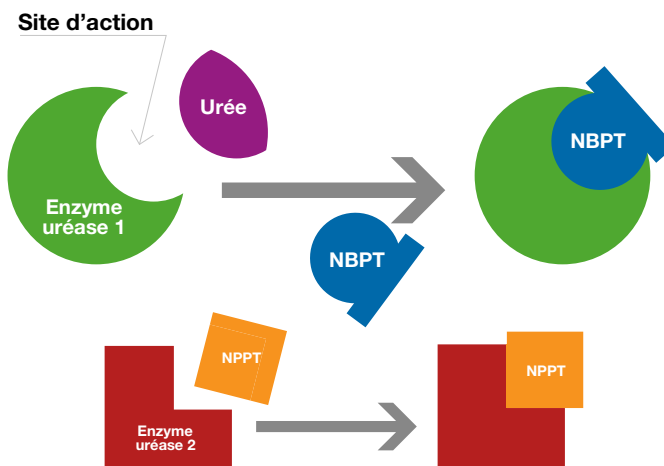 Site d'action
Urée
NBPT
Enzyme
uréase 1
NBPT
NPPT
NPPT
Enzyme
uréase 2